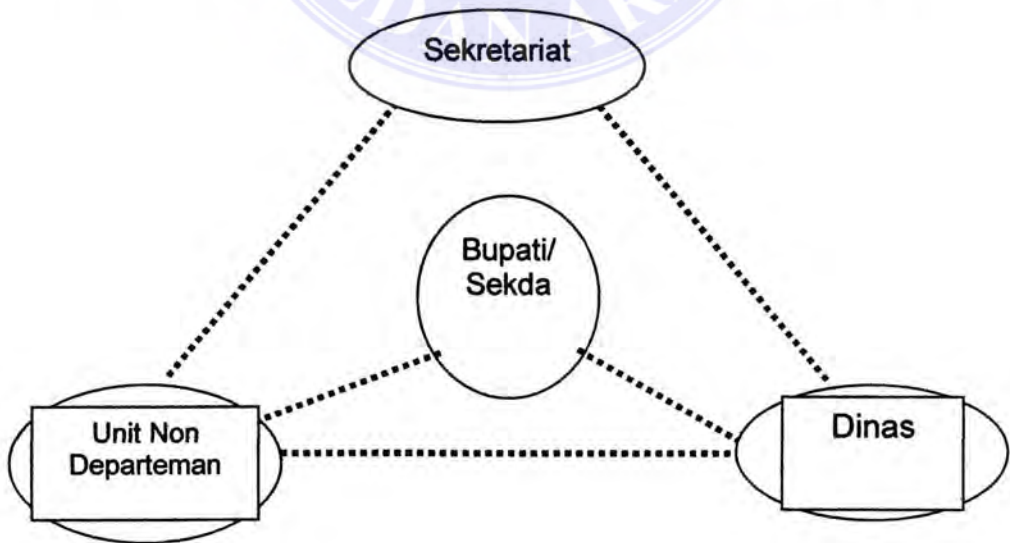 Sekretariat
Bupati/
Sekda
Unit Non
Departeman
Dinas